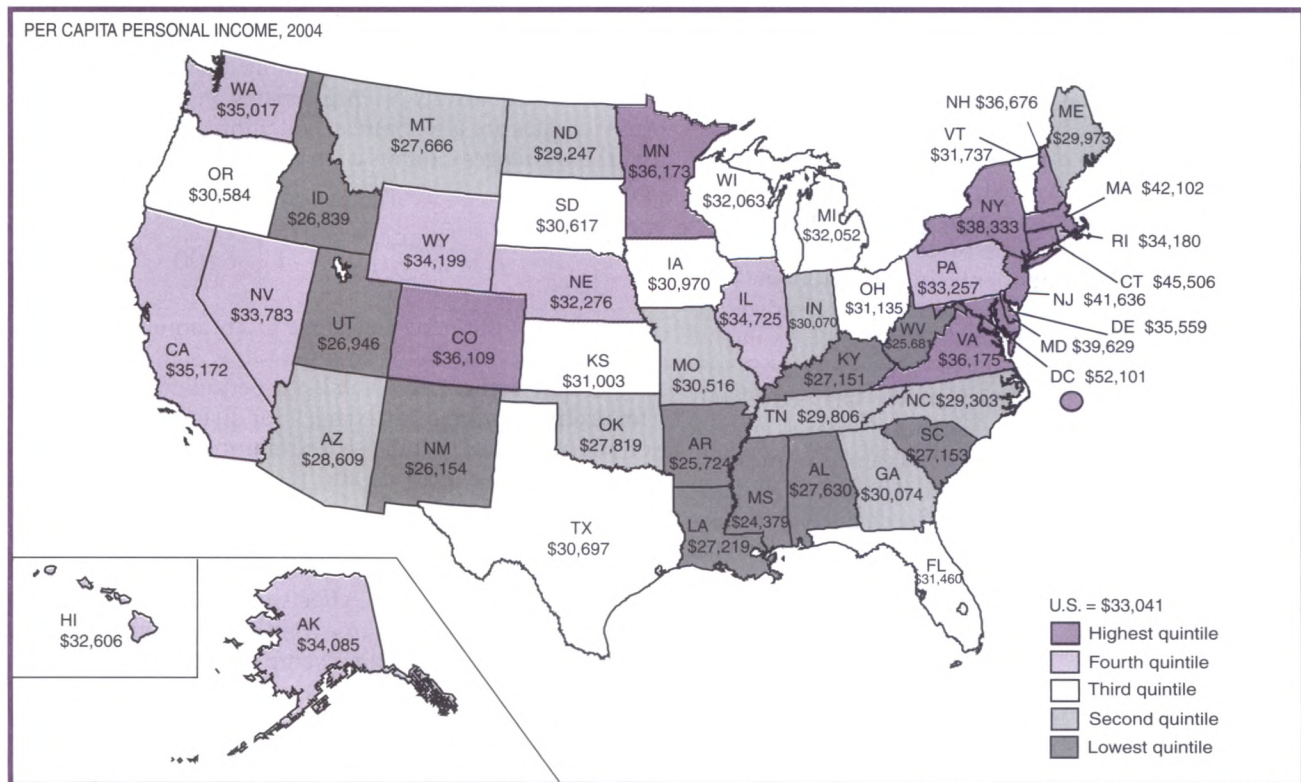 PER CAPITA PERSONAL INCOME, 2004
WA
$35,017
MT
$27,666
ND
$29,247
MN
$36,173
NH $36,676
VT
$31,737
ME
$29,973
OR
$30,584
ID
$26,839
WY
$34,199
SD
$30,617
WI
$32,063
MI
$32,052
NY
$38,333
MA $42,102
RI $34,180
CT $45,506
NJ $41,636
DE $35,559
MD $39,629
DC $52,101
CA
$35,172
NV
$33,783
UT
$26,946
CO
$36,109
NE
$32,276
IA
$30,970
IL
$34,725
IN
$30,070
OH
$31,135
PA
$33,257
WV
$25,681
VA
$36,175
KS
$31,003
MO
$30,516
KY
$27,151
TN $29,806
NC $29,303
AZ
$28,609
NM
$26,154
OK
$27,819
AR
$25,724
MS
$24,379
AL
$27,630
GA
$30,074
SC
$27,153
TX
$30,697
LA
$27,219
FL
$31,460
HI
$32,606
AK
$34,085
U.S. = $33,041
Highest quintile
Fourth quintile
Third quintile
Second quintile
Lowest quintile